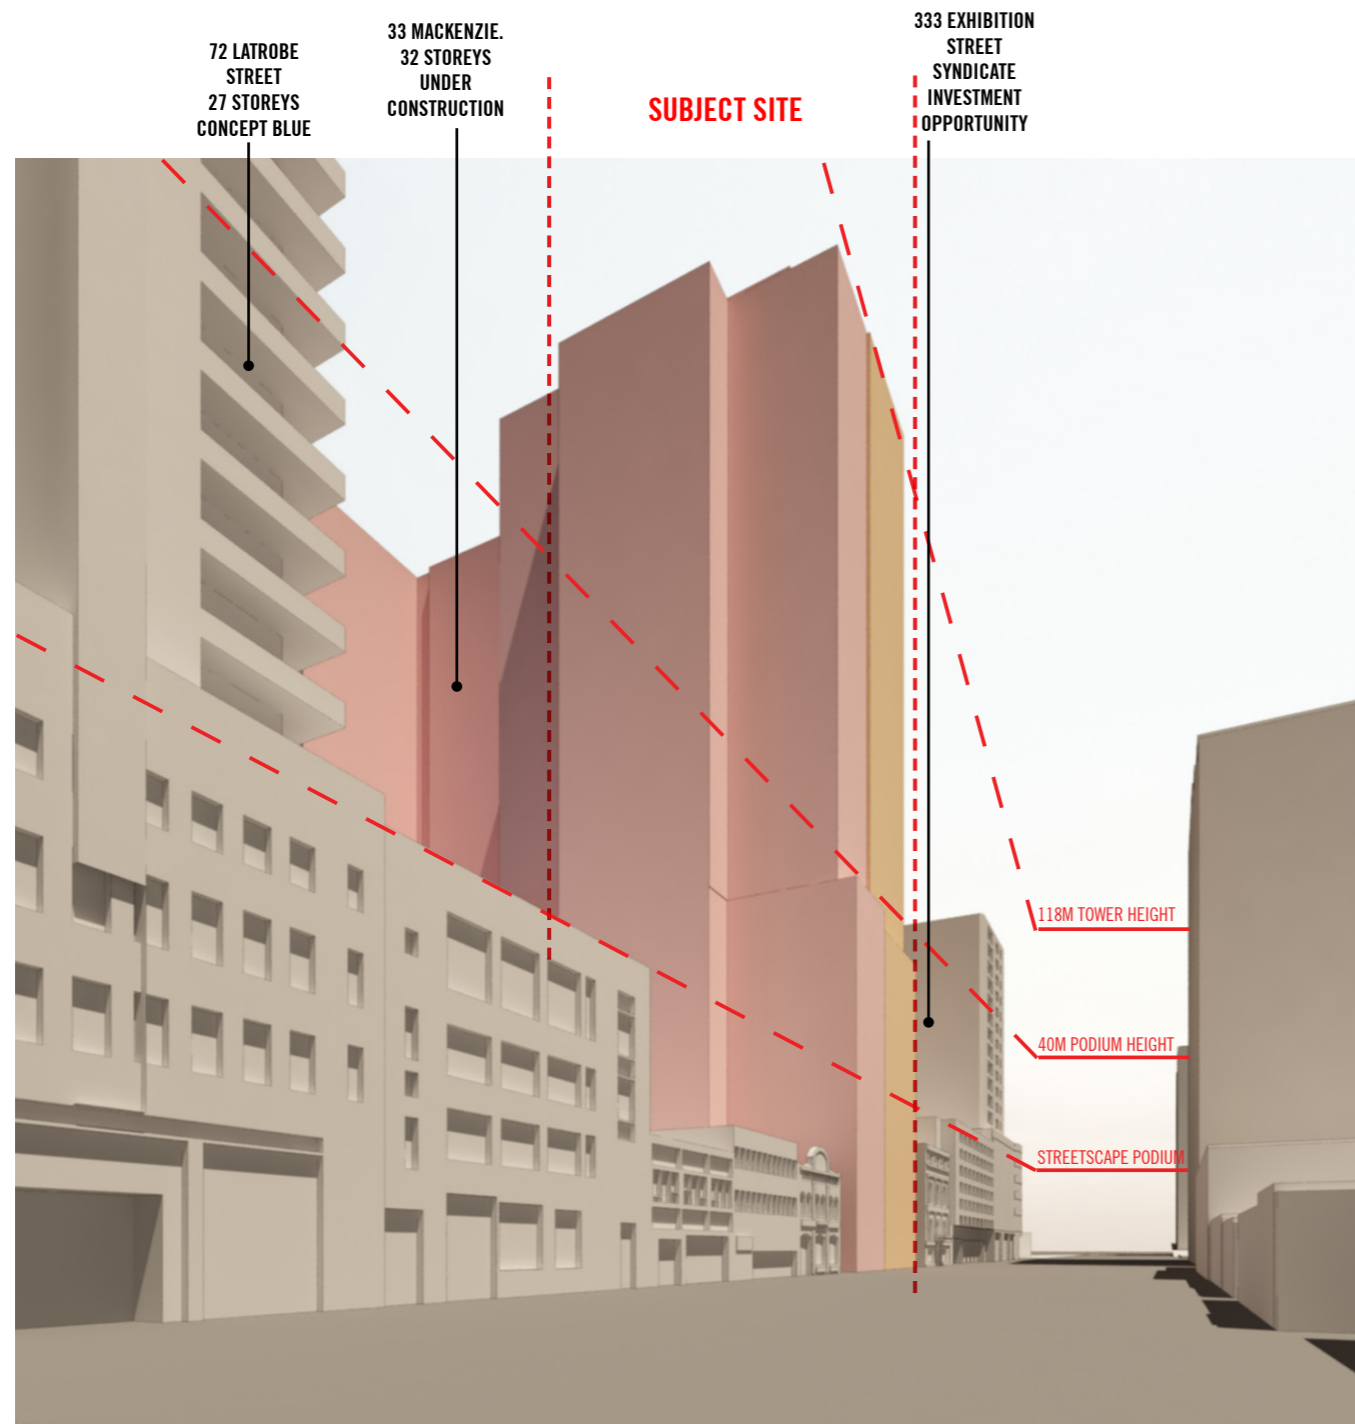 72 LATROBE
STREET
27 STOREYS
CONCEPT BLUE
33 MACKENZIE.
32 STOREYS
UNDER
CONSTRUCTION
SUBJECT SITE
333 EXHIBITION
STREET
SYNDICATE
INVESTMENT
OPPORTUNITY
118M TOWER HEIGHT
40M PODIUM HEIGHT
STREETSCAPE PODIUM